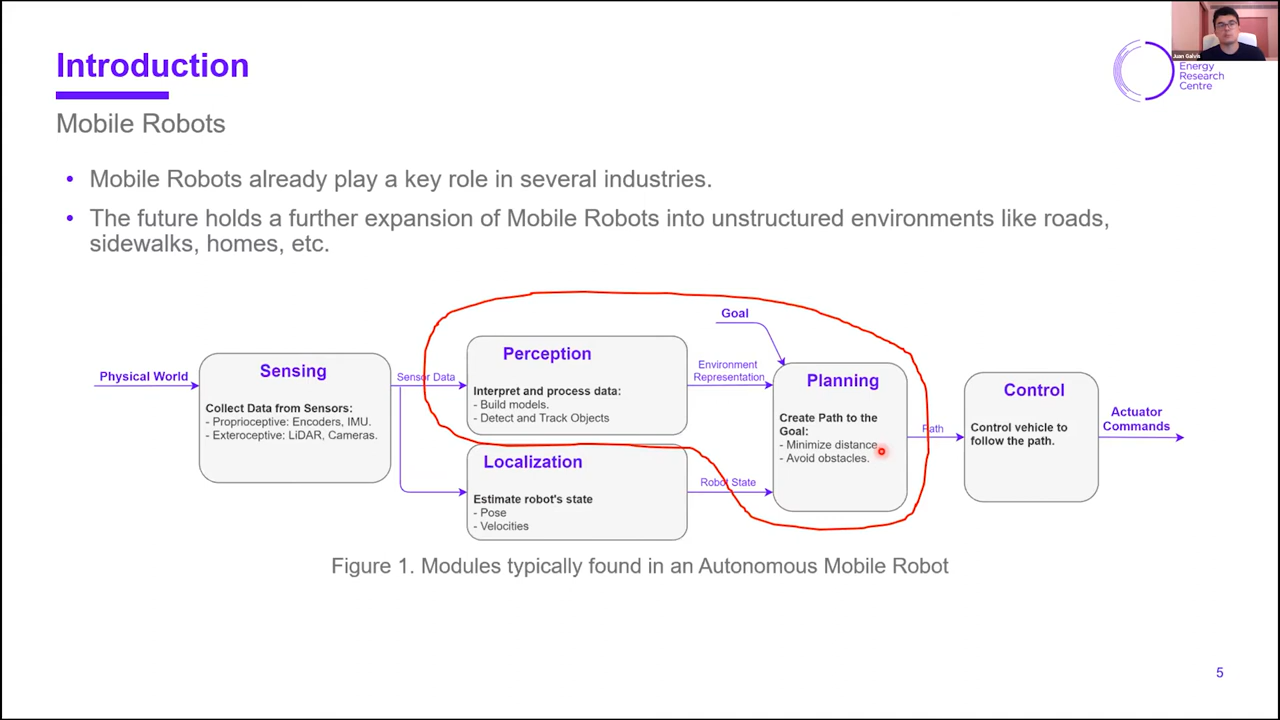 Introduction
Juan Galvis
Energy
Research
Centre
Mobile Robots
• Mobile Robots already play a key role in several industries.
• The future holds a further expansion of Mobile Robots into unstructured environments like roads,
sidewalks, homes, etc.
Physical World
Sensing
Collect Data from Sensors:
- Proprioceptive: Encoders, IMU.
- Exteroceptive: LiDAR, Cameras.
Sensor Data
Perception
Interpret and process data:
- Build models.
- Detect and Track Objects
Localization
Estimate robot's state
- Pose
- Velocities
Goal
Environment
Representation
Robot State
Planning
Create Path to the
Goal:
- Minimize distance
- Avoid obstacles.
Path
Control
Control vehicle to
follow the path.
Actuator
Commands
Figure 1. Modules typically found in an Autonomous Mobile Robot
5